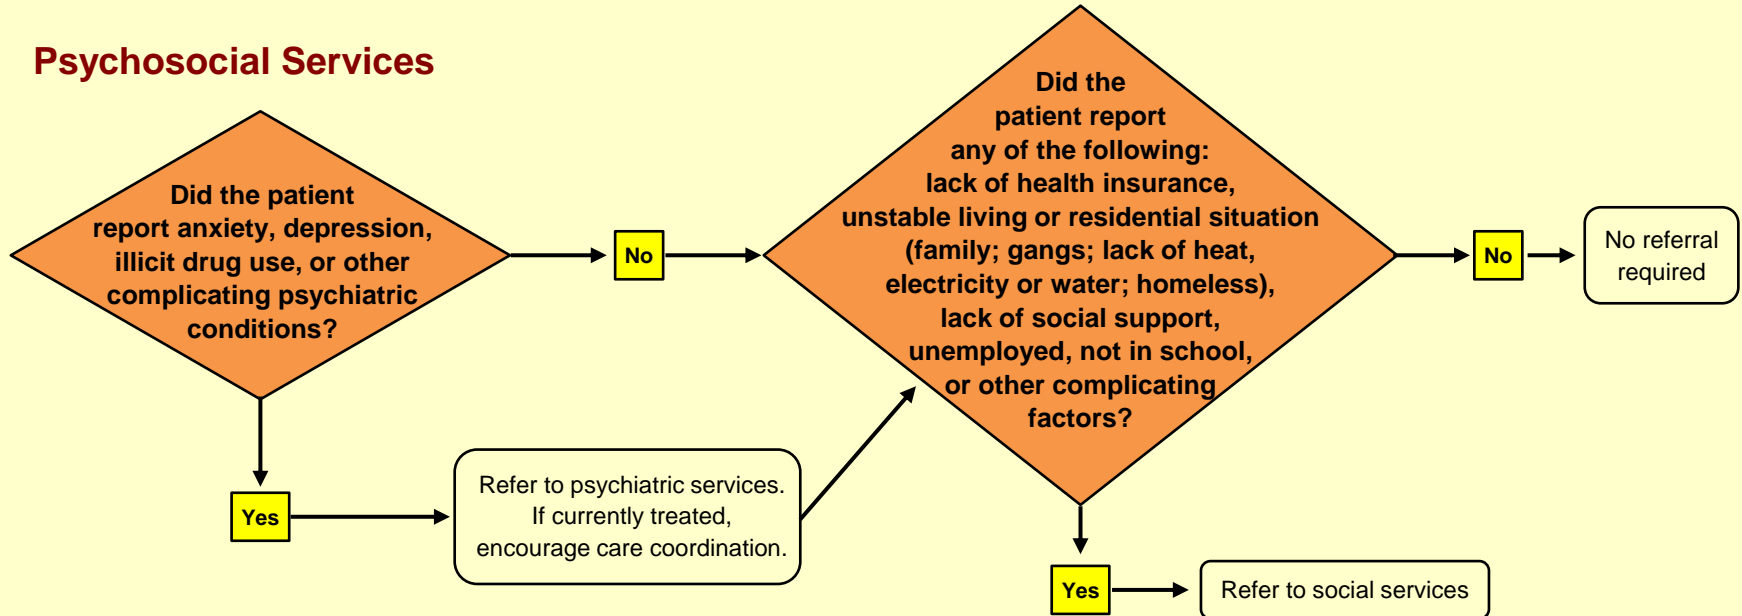 Psychosocial Services
Did the patient
report anxiety, depression,
illicit drug use, or other
complicating psychiatric
conditions?
No
Did the
patient report
any of the following:
lack of health insurance,
unstable living or residential situation
(family; gangs; lack of heat,
electricity or water; homeless),
lack of social support,
unemployed, not in school,
or other complicating
factors?
No
No referral
required
Yes
Refer to psychiatric services.
If currently treated,
encourage care coordination.
Yes
Refer to social services